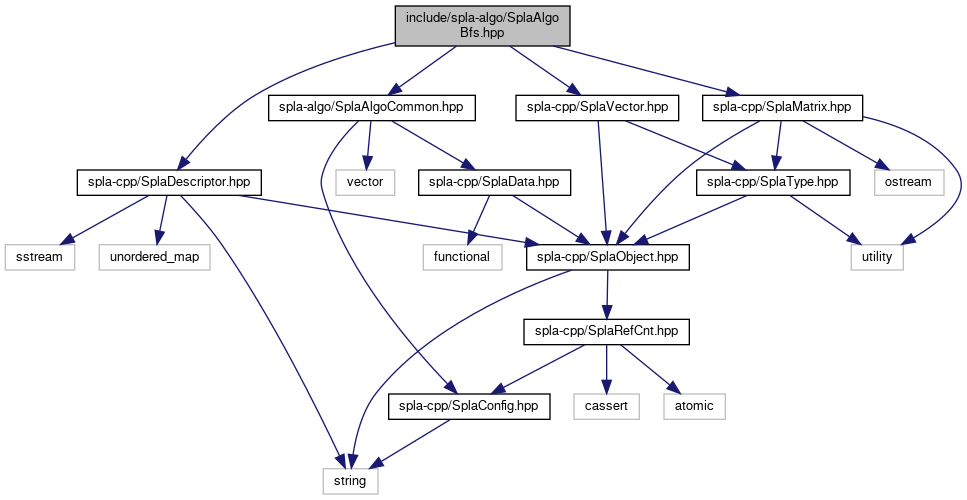 include/spla-algo/SplaAlgo
Bfs.hpp
spla-algo/SplaAlgoCommon.hpp
spla-cpp/SplaVector.hpp
spla-cpp/SplaMatrix.hpp
spla-cpp/SplaDescriptor.hpp
vector
spla-cpp/SplaData.hpp
spla-cpp/SplaType.hpp
ostream
sstream
unordered_map
functional
spla-cpp/SplaObject.hpp
utility
spla-cpp/SplaRefCnt.hpp
spla-cpp/SplaConfig.hpp
cassert
atomic
string